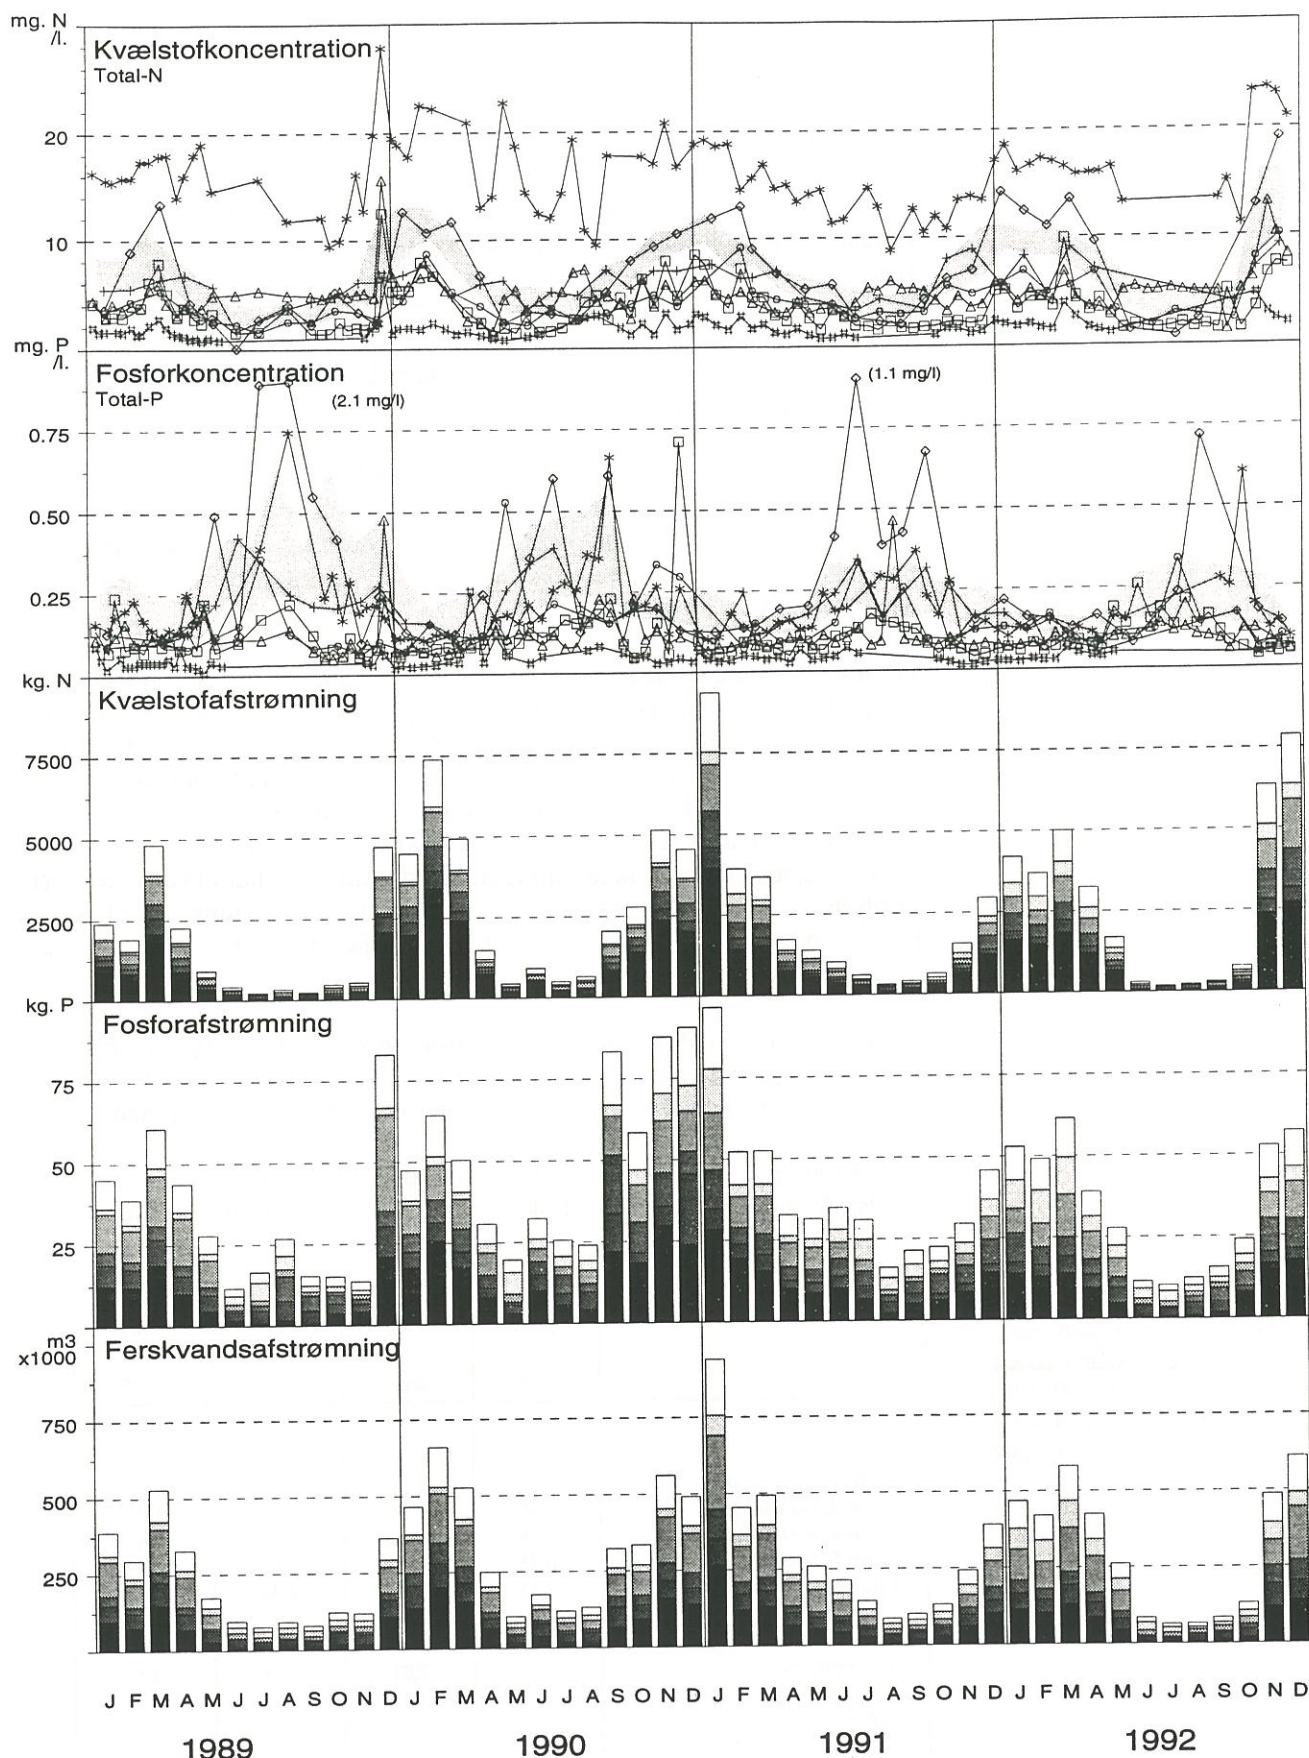 mg. N
/l.
Kvælstofkoncentration
Total-N
20
10
mg. P
/l.
Fosforkoncentration
Total-P
(2.1 mg/l)
(1.1 mg/l)
0.75
0.50
0.25
kg. N
Kvælstofafstrømning
7500
5000
2500
kg. P
Fosforafstrømning
75
50
25
m3
x1000
Ferskvandsafstrømning
750
500
250
J F M A M J J A S O N D J F M A M J J A S O N D J F M A M J J A S O N D J F M A M J J A S O N D
1989 1990 1991 1992